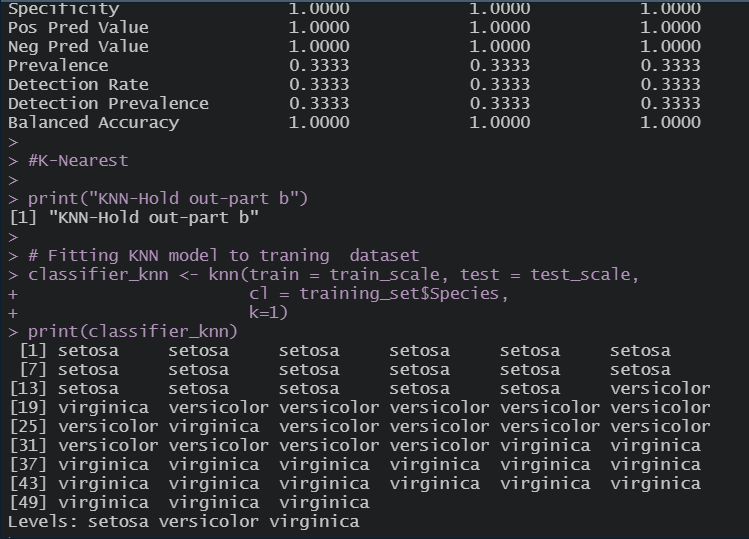 Specificity 1.0000 1.0000 1.0000
Pos Pred Value 1.0000 1.0000 1.0000
Neg Pred Value 1.0000 1.0000 1.0000
Prevalence 0.3333 0.3333 0.3333
Detection Rate 0.3333 0.3333 0.3333
Detection Prevalence 0.3333 0.3333 0.3333
Balanced Accuracy 1.0000 1.0000 1.0000
>
> #K-Nearest
>
> print("KNN-Hold out-part b")
[1] "KNN-Hold out-part b"
>
> # Fitting KNN model to traning  dataset
> classifier_knn <- knn(train = train_scale, test = test_scale,
+ cl = training_set$Species,
+ k=1)
> print(classifier_knn)
[1] setosa setosa setosa setosa setosa setosa
[7] setosa setosa setosa setosa setosa setosa
[13] setosa setosa setosa setosa setosa versicolor
[19] virginica versicolor versicolor versicolor versicolor versicolor
[25] versicolor virginica versicolor versicolor versicolor versicolor
[31] versicolor versicolor versicolor versicolor virginica virginica
[37] virginica virginica virginica virginica virginica virginica
[43] virginica virginica virginica virginica virginica virginica
[49] virginica virginica virginica
Levels: setosa versicolor virginica